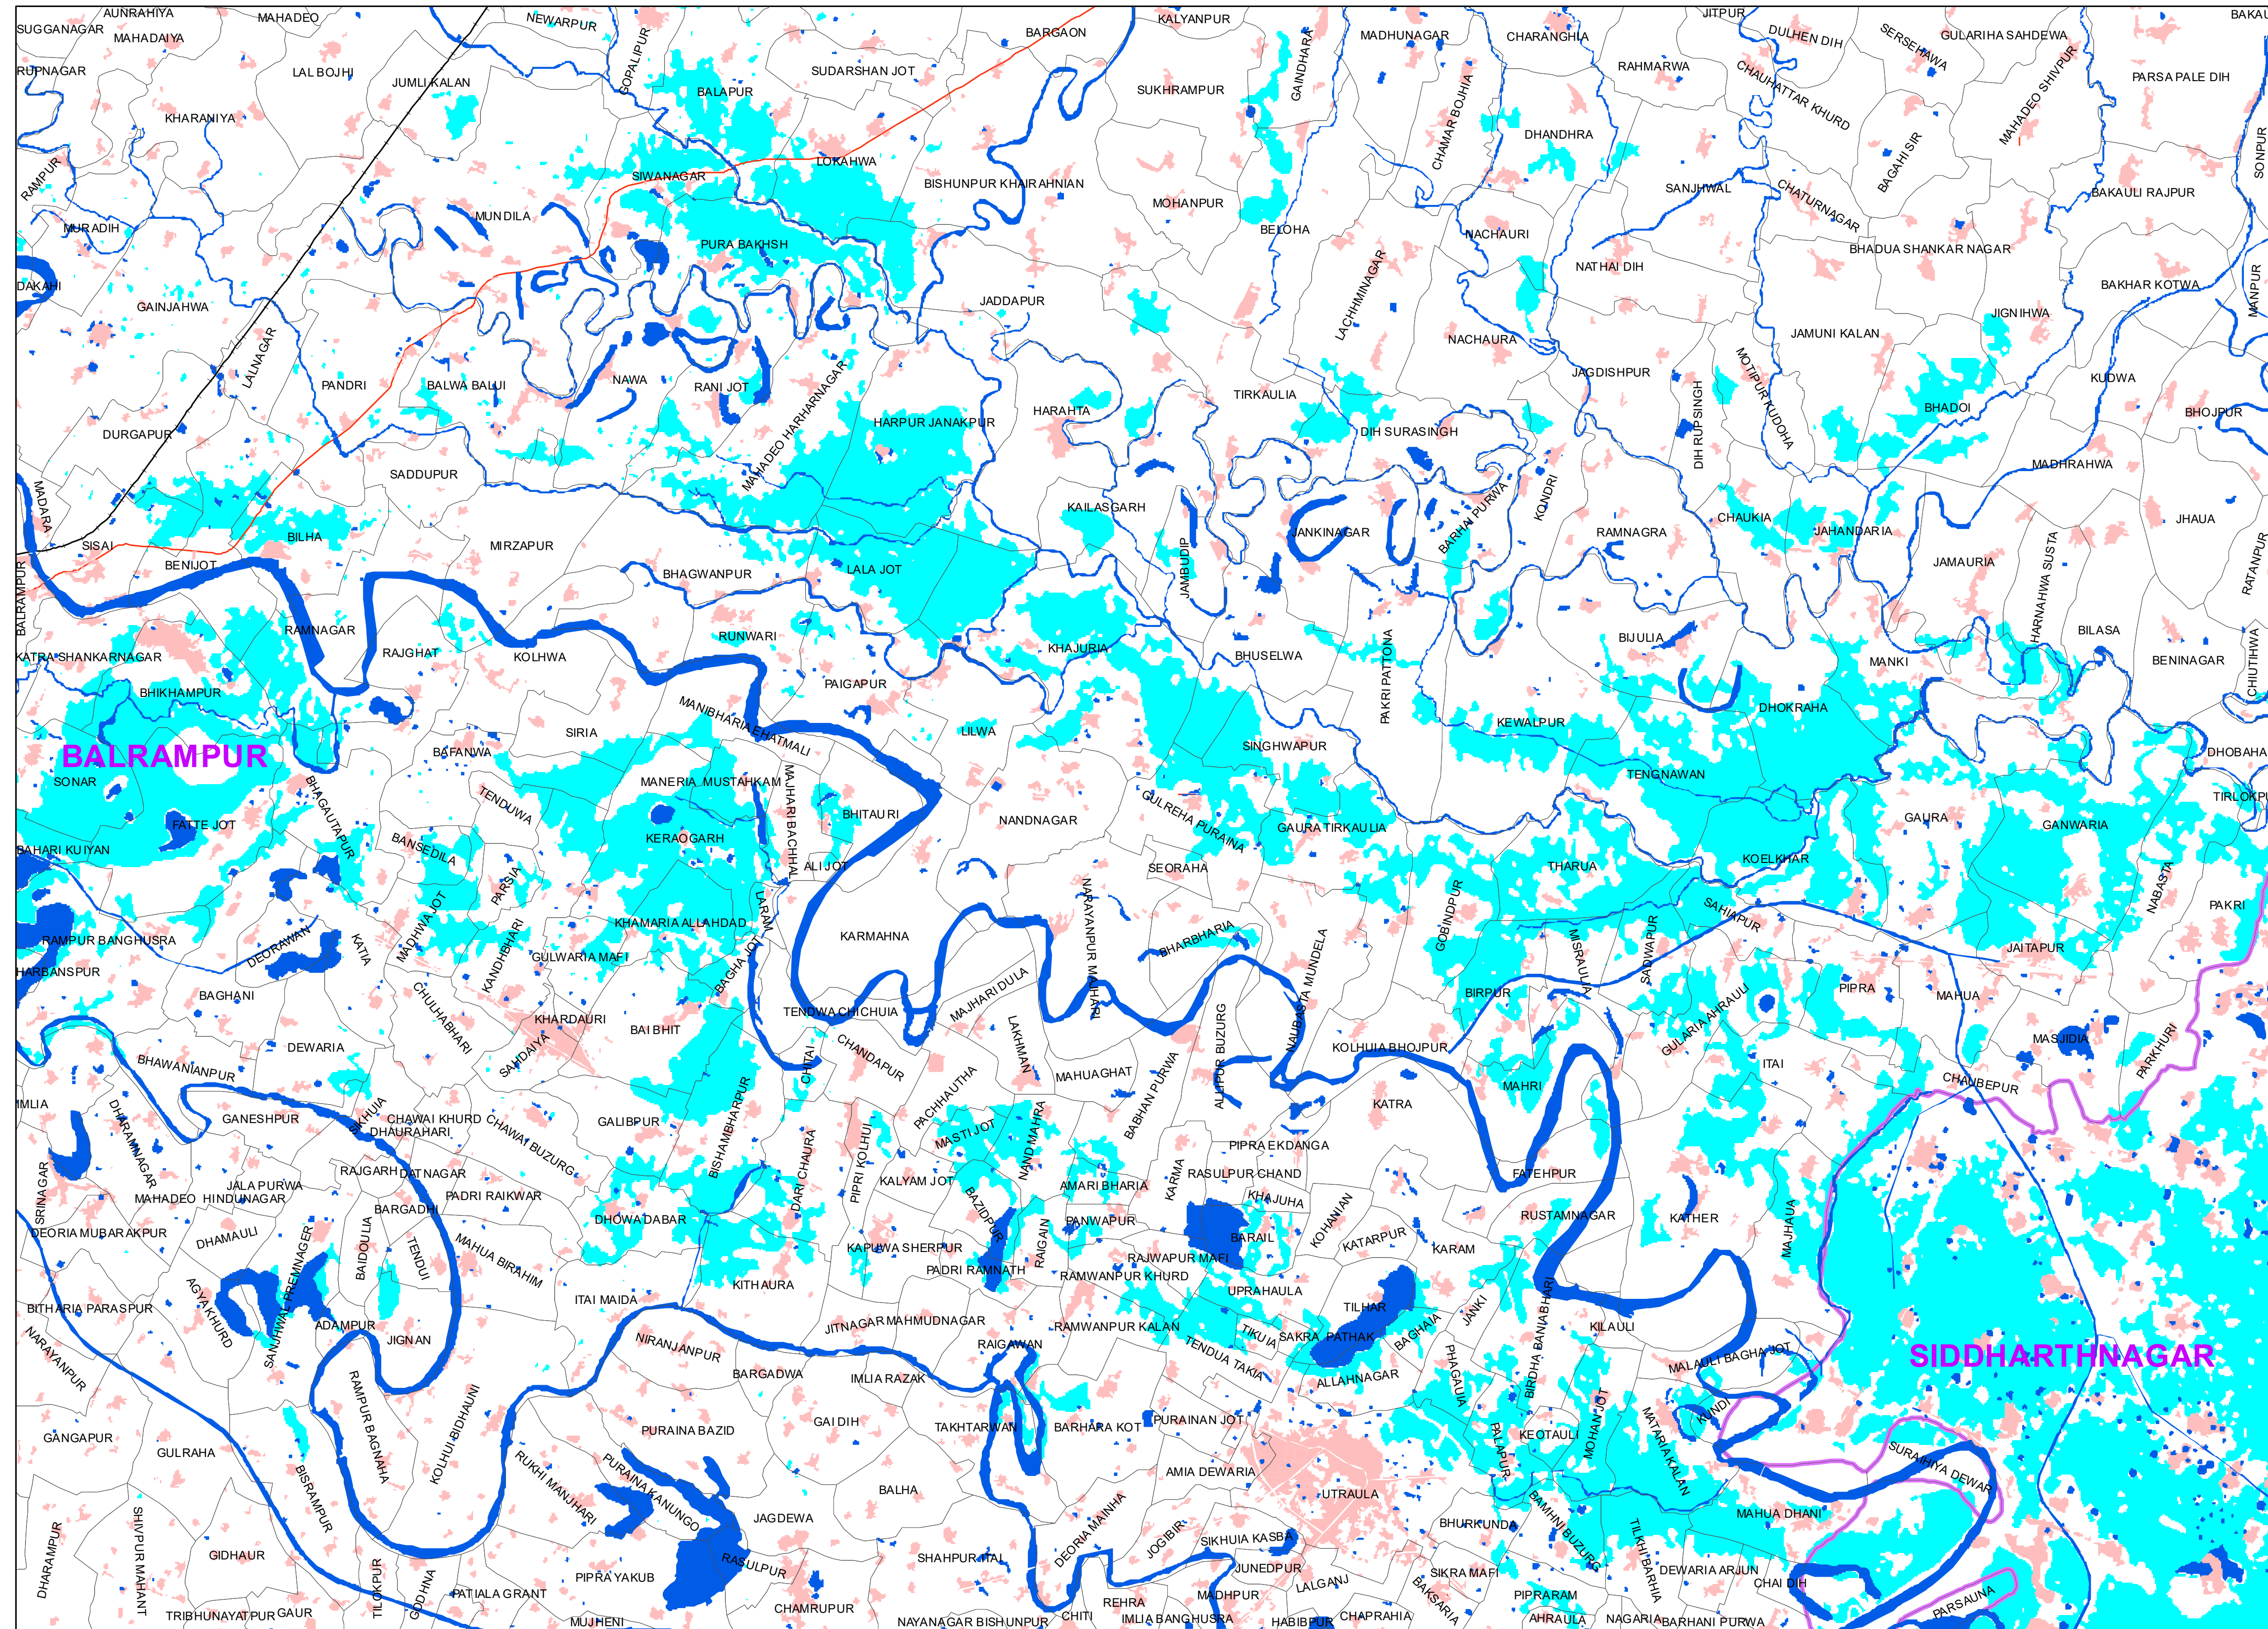 AUNRAHIYA
MAHADEO
NEWARPUR
KALYANPUR
JITPUR
SUGGANAGAR
MAHADAIYA
GOPALIPUR
BARGAON
GAINDHARA
MADHUNAGAR
CHARANGHIA
DULHEN DIH
SERSEHAWA
GULARIHA SAHDEWA
RUPNAGAR
LAL BOJHI
JUMLI KALAN
SUDARSHAN JOT
RAHMARWA
MAHADEO SHIVPUR
PARSA PALE DIH
BALAPUR
SUKHRAMPUR
CHAMAR BOJHIA
CHAUHATTAR KHURD
KHARANIYA
DHANDHRA
SONPUR
RAMPUR
LOKAHWA
BAGAHI SIR
SIWANAGAR
BISHUNPUR KHAIRAHNIAN
SANJHWAL
CHATURNAGAR
BAKAULI RAJPUR
MURADIH
MUNDILA
MOHANPUR
BELOHA
NACHAURI
PURA BAKHSH
BHADUA SHANKAR NAGAR
DAKAHI
NATHAI DIH
BAKHAR KOTWA
MANPUR
GAINJAHWA
JADDAPUR
LACHHMINAGAR
JIGNIHWA
LALNAGAR
NACHAURA
JAMUNI KALAN
PANDRI
BALWA BALUI
NAWA
RANI JOT
MAHADEO HARHARNAGAR
TIRKAULIA
JAGDISHPUR
DIH RUPSINGH
MOTIPUR KUDOHA
KUDWA
DURGAPUR
HARPUR JANAKPUR
HARAHTA
DIH SURASINGH
BHADOI
BHOJPUR
SADDUPUR
MADHRAHWA
MADARA
KAILASGARH
KONDRI
BILHA
JANKINAGAR
BARHAI PURWA
RAMNAGRA
CHAUKIA
JAHANDARIA
JHAUA
SISAI
MIRZAPUR
BENIJOT
BHAGWANPUR
LALA JOT
JAMBUDIP
JAMAURIA
HARNAHWA SUSTA
RATANPUR
BALRAMPUR
RAMNAGAR
RUNWARI
BIJULIA
BILASA
KATRA SHANKARNAGAR
RAJGHAT
KOLHWA
KHAJURIA
BHUSELWA
PAKRI PATTONA
MANKI
BENINAGAR
CHIUTIHWA
BHIKHAMPUR
PAIGAPUR
DHOKRAHA
SIRIA
MANIBHARIA EHATMALI
LILWA
KEWALPUR
BALRAMPUR
BAFANWA
SINGHWAPUR
SONAR
MANERIA MUSTAHKAM
TENGNAWAN
BHAGAUTAPUR
TENDUWA
MAJHARI BACHHAL
BHITAURI
NANDNAGAR
GULREHA PURAINA
GAURA TIRKAULIA
GAURA
GANWARIA
FATTE JOT
BAHARI KUIYAN
BANSEDILA
KERAOGARH
ALI JOT
SEORAHA
THARUA
KOELKHAR
PARSIA
NABASTA
MADHWA JOT
KHAMARIA ALLAHDAD
LARAM
NARAYANPUR MAJHARI
GOBINDPUR
SAHIAPUR
PAKRI
RAMPUR BANGHUSRA
DEORAWAN
KATIA
KANDHBHARI
GULWARIA MAFI
KARMAHNA
BHARBHARIA
NAUBASTA MUNDELA
MISRAULIA
SADWAPUR
JAITAPUR
HARBANSPUR
BAGHANI
BAGHA JOT
MAJHARI DULA
BIRPUR
PIPRA
MAHUA
CHULHABHARI
KHARDAURI
BAI BHIT
TENDWA CHICHUIA
ALIPUR BUZURG
KOLHUIA BHOJPUR
GULARIA AHRAULI
DEWARIA
SAHDAIYA
CHITAI
CHANDAPUR
LAKHMAN
MASJIDIA
PARKHURI
BHAWANIANPUR
MAHUAGHAT
BABHAN PURWA
MAHRI
ITAI
CHAUBEPUR
DHARAMNAGAR
GANESHPUR
SIKHUIA
CHAWAI KHURD
DHAURAHARI
CHAWAI BUZURG
GALIBPUR
BISHAMBHARPUR
PACHHAUTHA
MASTI JOT
NAND MAHRA
KATRA
PIPRA EKDANGA
SRINAGAR
RAJGARH
DATNAGAR
DARI CHAURA
PIPRI KOLHUI
KALYAM JOT
AMARI BHARIA
KARMA
RASULPUR CHAND
FATEHPUR
MAHADEO HINDUNAGAR
JALA PURWA
PADRI RAIKWAR
KHAJUHA
DEORIA MUBARAKPUR
BARGADHI
DHOWA DABAR
BAZIDPUR
PANWAPUR
RUSTAMNAGAR
KATHER
MAJHAUA
DHAMAULI
BAIDOULIA
TENDUI
MAHUA BIRAHIM
KAPUWA SHERPUR
RAIGAIN
RAJWAPUR MAFI
BARAIL
KOHANIAN
KATARPUR
KARAM
PADRI RAMNATH
RAMWANPUR KHURD
BITHARIA PARASPUR
AGYA KHURD
SANJHWAL PREMNAGER
ITAI MAIDA
KITHAURA
UPRAHAULA
TILHAR
JANKI
BIRDHA BANIABHARI
ADAMPUR
JIGNAN
JITNAGAR MAHMUDNAGAR
RAMWANPUR KALAN
TIKUIA
SAKRA PATHAK
BAGHAIA
KILAULI
NARAYANPUR
NIRANJANPUR
RAIGAWAN
TENDUA TAKIA
MALAULI BAGHA JOT
SIDDHARTHNAGAR
RAMPUR BAGNAHA
KOLHUI BIDHAUNI
BARGADWA
IMLIA RAZAK
ALLAHNAGAR
PHAGAUIA
GANGAPUR
GULRAHA
PURAINA BAZID
GAI DIH
TAKHTARWAN
BARHARA KOT
PURAINAN JOT
PALAPUR
KEOTAULI
MOHAN JOT
MATARIA KALAN
KUNDI
BISRAMPUR
RUKHI MANJHARI
PURAINA KANUNGO
BALHA
AMIA DEWARIA
UTRAULA
SURAIHIYA DEWAR
SHIVPUR MAHANT
JAGDEWA
DEORIA MAINHA
BHURKUNDA
BAMHNI BUZURG
MAHUA DHANI
DHARAMPUR
GIDHAUR
JOGIBIR
SIKHUIA KASBA
TILKHI BARHIA
PIPRA YAKUB
RASULPUR
SHAHPUR ITAI
JUNEDPUR
LALGANJ
SIKRA MAFI
DEWARIA ARJUN
CHAI DIH
TILOKPUR
GODHNA
PATIALA GRANT
CHAMRUPUR
REHRA
MADHPUR
BAKSARIA
PIPRARAM
PARSAUNA
TRIBHUNAYATPUR
GAUR
MUJHENI
NAYANAGAR BISHUNPUR
CHITI
IMLIA BANGHUSRA
HABIBPUR
CHAPRAHIA
AHRAULA
NAGARIA
BARHANI PURWA